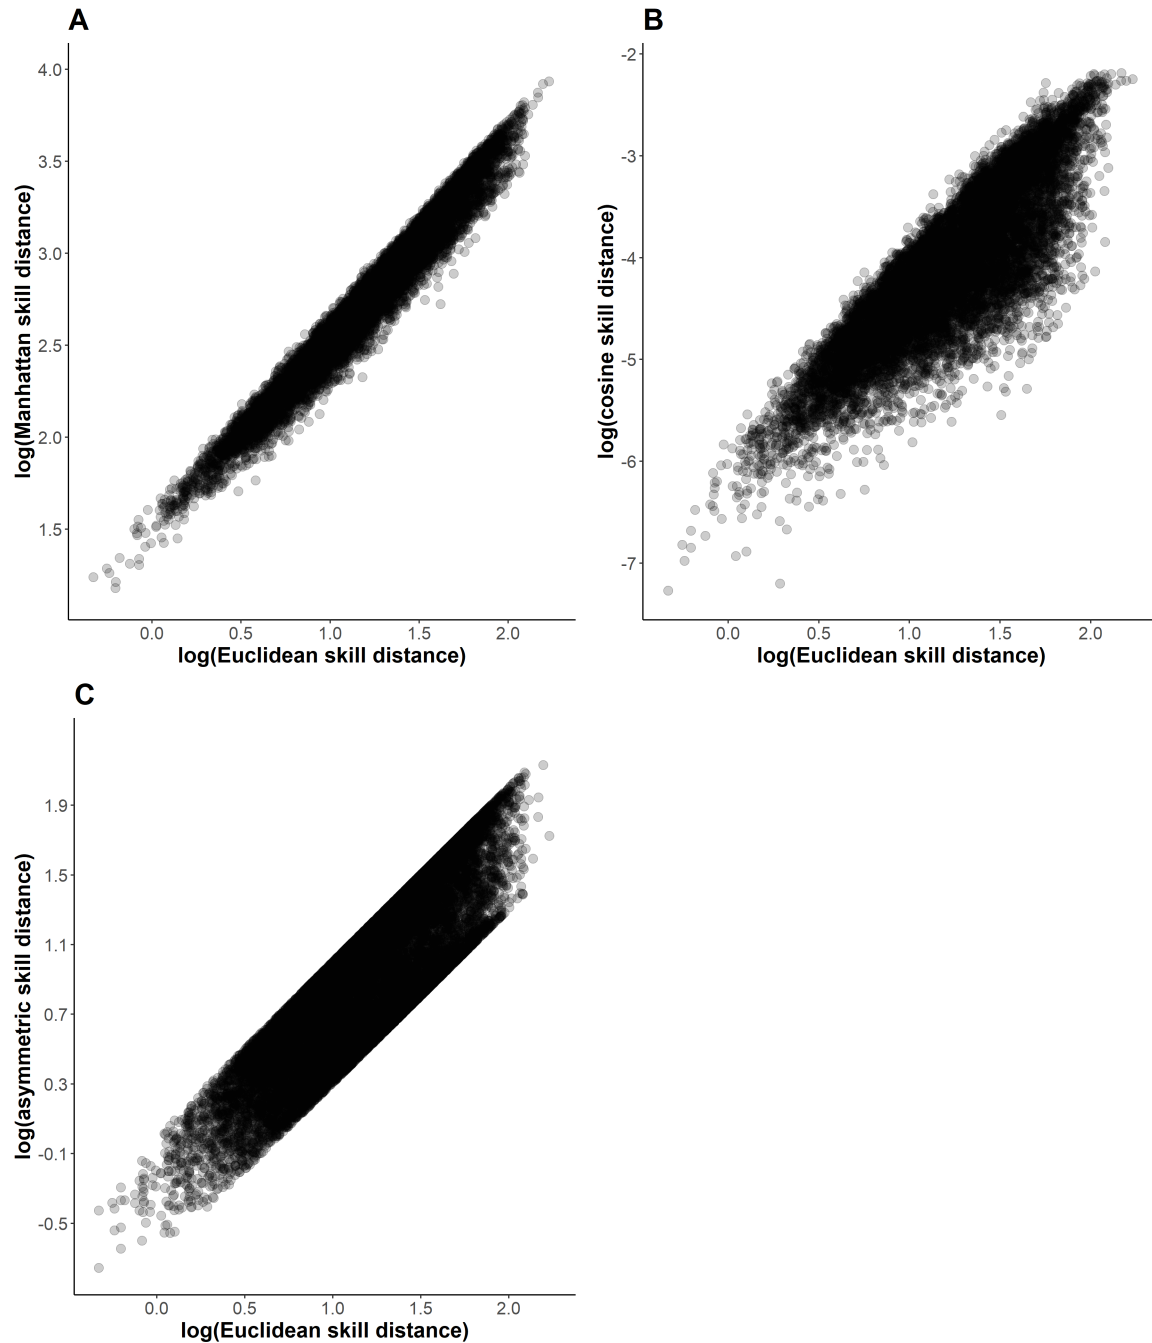 A
B
4.0
3.5
3.0
2.5
2.0
1.5
log(Manhattan skill distance)
0.0 0.5 1.0 1.5 2.0
log(Euclidean skill distance)
-2
-3
-4
-5
-6
-7
log(cosine skill distance)
0.0 0.5 1.0 1.5 2.0
log(Euclidean skill distance)
C
1.9
1.5
1.1
0.7
0.3
-0.1
-0.5
log(asymmetric skill distance)
0.0 0.5 1.0 1.5 2.0
log(Euclidean skill distance)